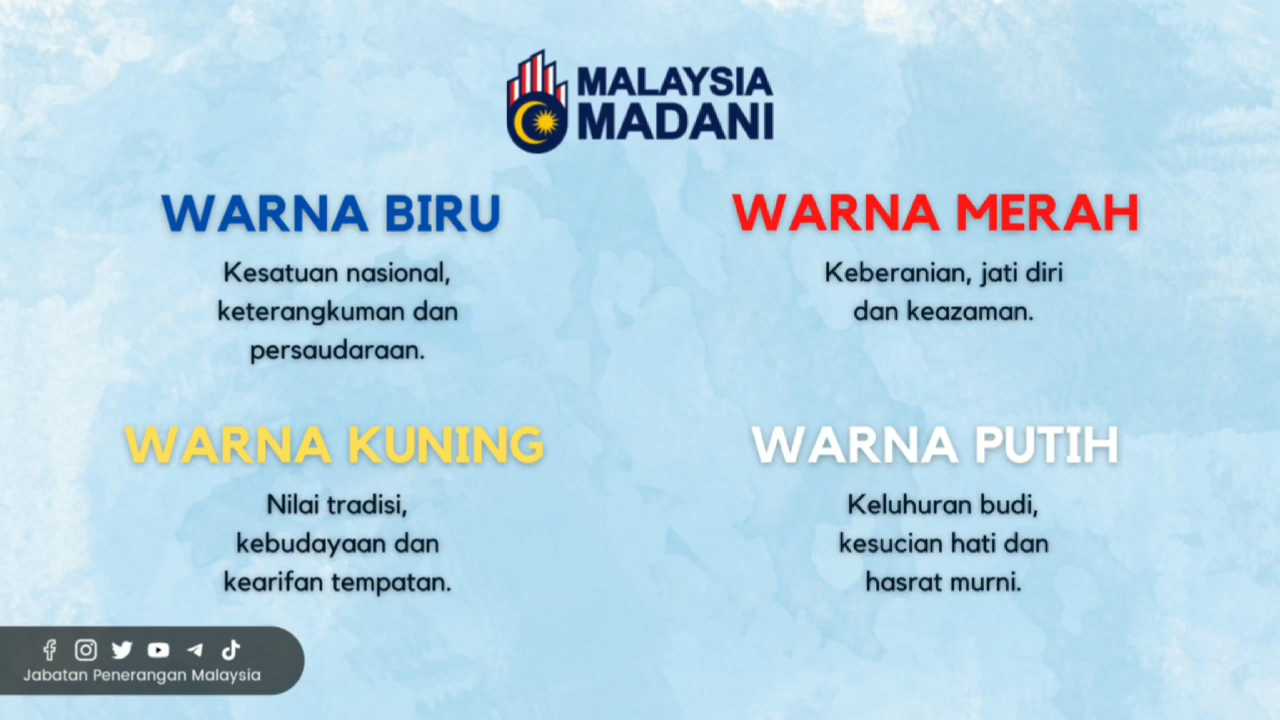 MALAYSIA
MADANI
WARNA BIRU
Kesatuan nasional,
keterangkuman dan
persaudaraan.
WARNA MERAH
Keberanian, jati diri
dan keazaman.
WARNA KUNING
Nilai tradisi,
kebudayaan dan
kearifan tempatan.
WARNA PUTIH
Keluhuran budi,
kesucian hati dan
hasrat murni.
Jabatan Penerangan Malaysia